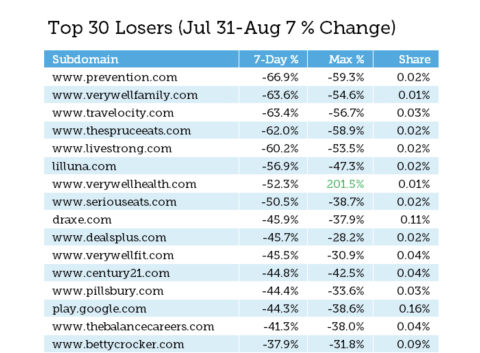 Top 30 Losers (Jul 31-Aug 7 % Change)
Subdomain 7-Day % Max % Share
www.prevention.com -66.9% -59.3% 0.02%
www.verywellfamily.com -63.6% -54.6% 0.01%
www.travelocity.com -63.4% -56.7% 0.03%
www.thespruceeats.com -62.0% -58.9% 0.02%
www.livestrong.com -60.2% -53.5% 0.02%
lilluna.com -56.9% -47.3% 0.02%
www.verywellhealth.com -52.3% 201.5% 0.01%
www.seriouseats.com -50.5% -38.7% 0.02%
draxe.com -45.9% -37.9% 0.11%
www.dealsplus.com -45.7% -28.2% 0.02%
www.verywellfit.com -45.5% -30.9% 0.04%
www.century21.com -44.8% -42.5% 0.04%
www.pillsbury.com -44.4% -33.6% 0.03%
play.google.com -44.3% -38.6% 0.16%
www.thebalancecareers.com -41.3% -38.0% 0.04%
www.bettycrocker.com -37.9% -31.8% 0.09%